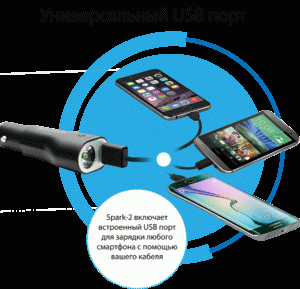 Универсальный USB порт
Spark-2 включает
встроенный USB порт
для зарядки любого
смартфона с помощью
вашего кабеля